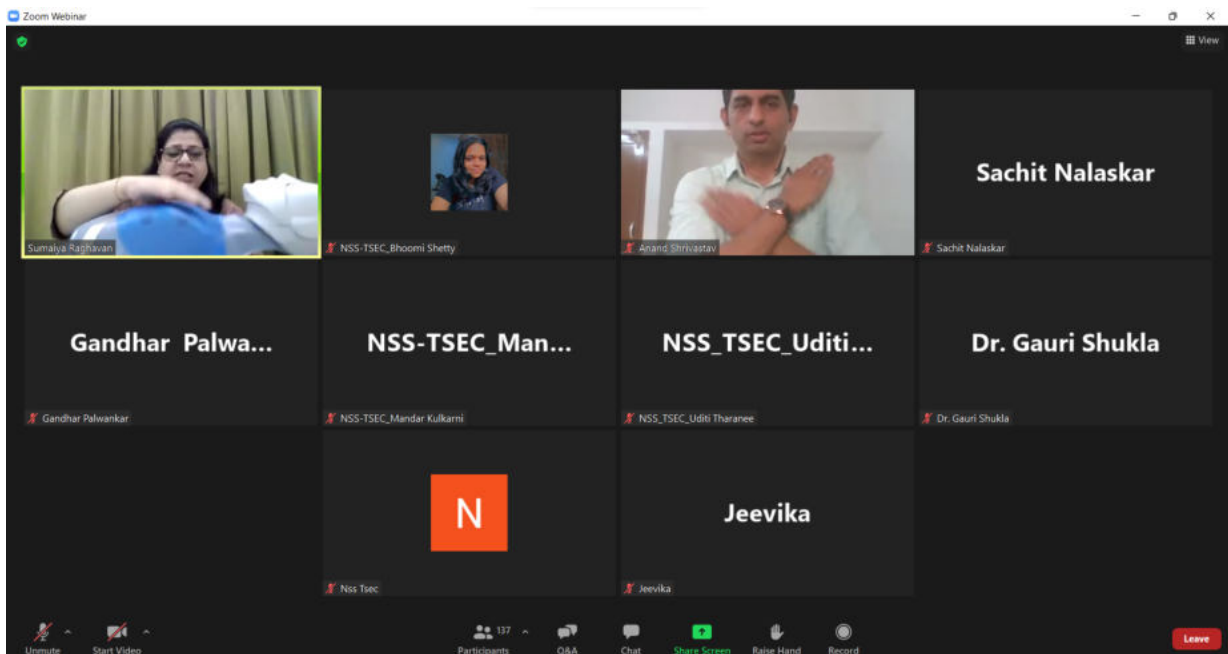 Zoom Webinar
View
Sumaiya Raghavan
NSS-TSEC_Bhoomi Shetty
Anand Shrivastav
Sachit Nalaskar
Sachit Nalaskar
Gandhar Palwa...
NSS-TSEC_Man...
NSS_TSEC_Uditi...
Dr. Gauri Shukla
Gandhar Palwankar
NSS-TSEC_Mandar Kulkarni
NSS_TSEC_Uditi Tharanee
Dr. Gauri Shukla
N
Jeevika
Nss Tsec
Jeevika
137
Unmute
Start Video
Participants
Q&A
Chat
Share Screen
Raise Hand
Record
Leave